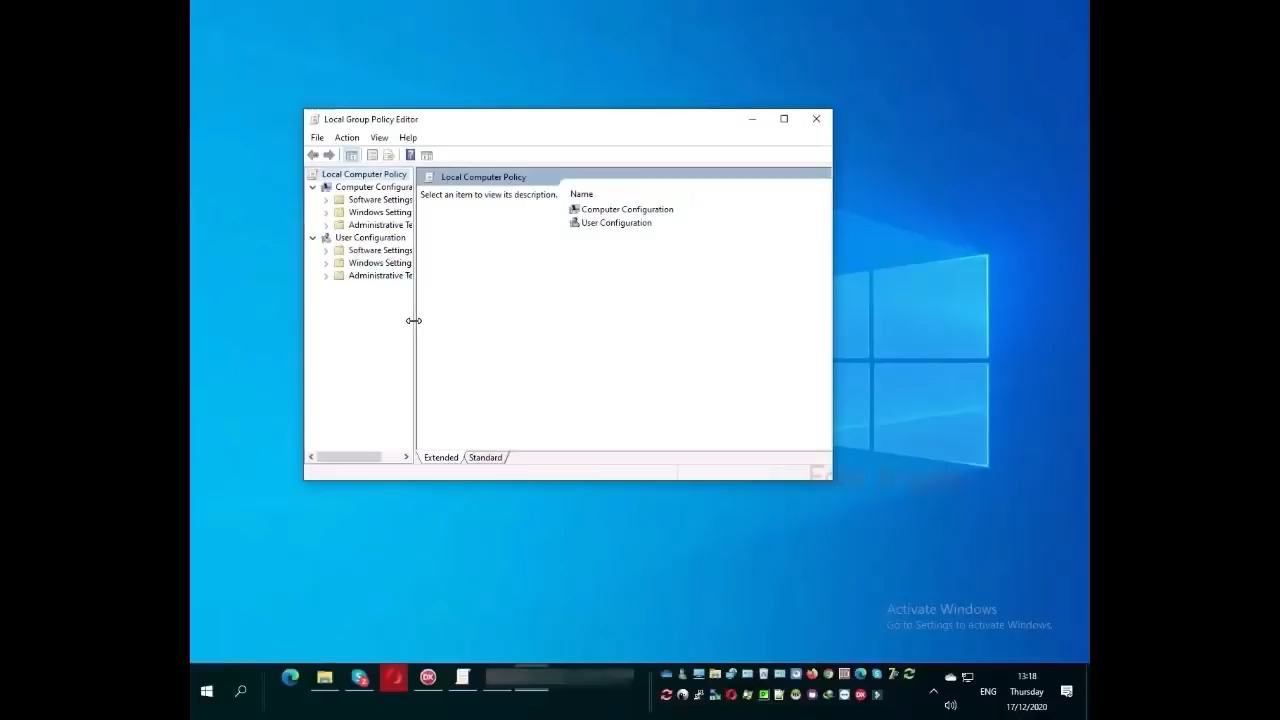 Local Group Policy Editor
File Action View Help
Local Computer Policy
Computer Configura
Software Settings
Windows Setting
Administrative Te
User Configuration
Software Settings
Windows Setting
Administrative Te
Local Computer Policy
Select an item to view its description.
Name
Computer Configuration
User Configuration
Extended Standard
Activate Windows
Go to Settings to activate Windows.
13:18
ENG Thursday
17/12/2020